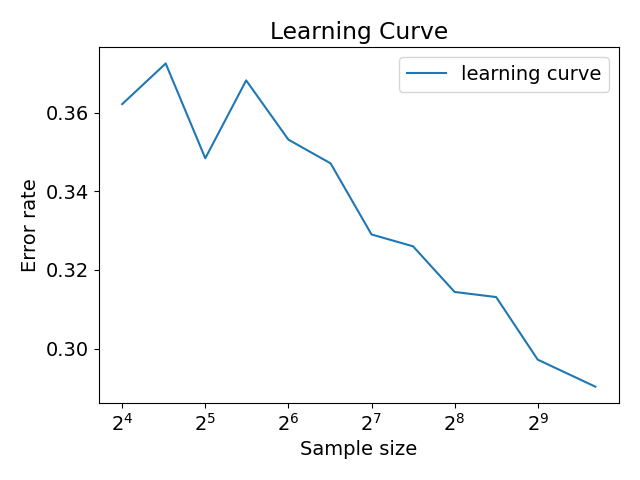 Learning Curve
learning curve
Error rate
0.36
0.34
0.32
0.30
2⁴ 2⁵ 2⁶ 2⁷ 2⁸ 2⁹
Sample size